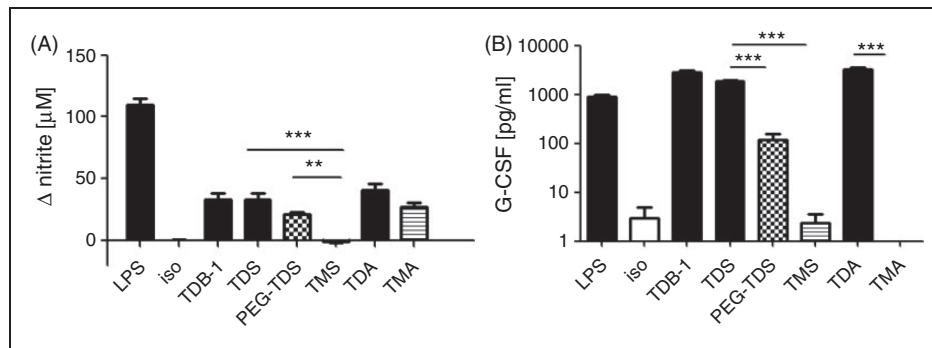 (A)
150
100
50
0
Δ nitrite [µM]
***
**
LPS
iso
TDB-1
TDS
PEG-TDS
TMS
TDA
TMA
(B)
10000
1000
100
10
1
G-CSF [pg/ml]
***
***
***
LPS
iso
TDB-1
TDS
PEG-TDS
TMS
TDA
TMA